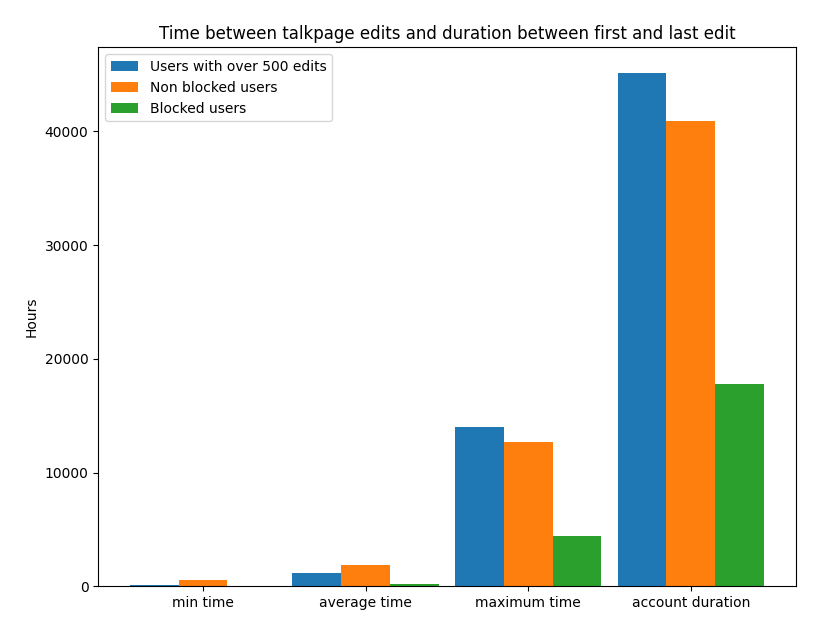 Time between talkpage edits and duration between first and last edit
Users with over 500 edits
Non blocked users
Blocked users
40000
30000
20000
10000
0
Hours
min time
average time
maximum time
account duration